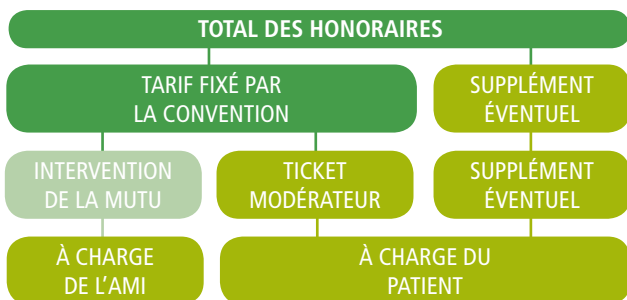 TOTAL DES HONORAIRES
TARIF FIXÉ PAR
LA CONVENTION
SUPPLÉMENT
ÉVENTUEL
INTERVENTION
DE LA MUTU
TICKET
MODÉRATEUR
SUPPLÉMENT
ÉVENTUEL
À CHARGE
DE L'AMI
À CHARGE DU
PATIENT